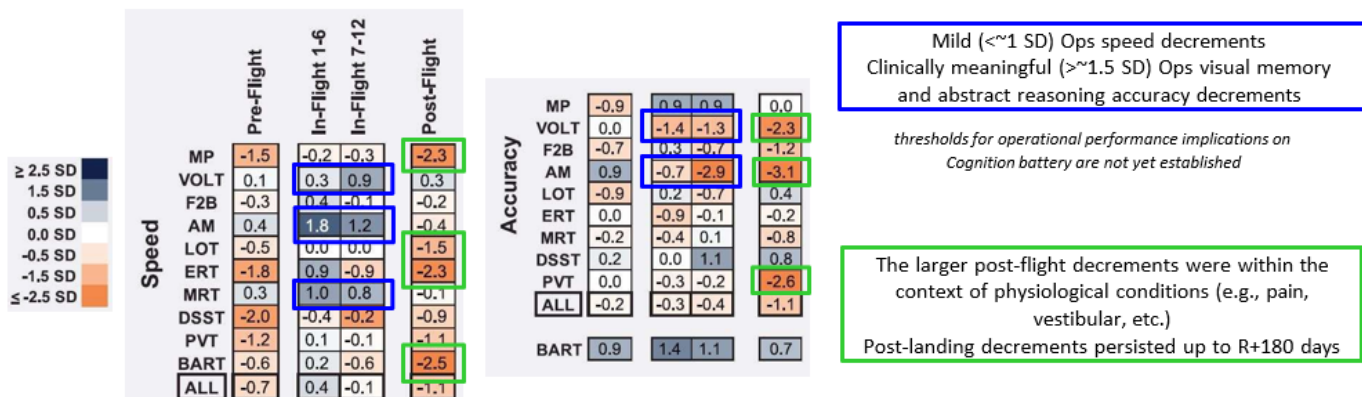 ≥ 2.5 SD
1.5 SD
0.5 SD
0.0 SD
-0.5 SD
-1.5 SD
≤ -2.5 SD
Speed
Pre-Flight In-Flight 1-6 In-Flight 7-12 Post-Flight
MP -1.5 -0.2 -0.3 -2.3
VOLT 0.1 0.3 0.9 0.3
F2B -0.3 0.4 -0.1 -0.2
AM 0.4 1.8 1.2 -0.4
LOT -0.5 0.0 0.0 -1.5
ERT -1.8 0.9 -0.9 -2.3
MRT 0.3 1.0 0.8 -0.1
DSST -2.0 -0.4 -0.2 -0.9
PVT -1.2 0.1 -0.1 -1.1
BART -0.6 0.2 -0.6 -2.5
ALL -0.7 0.4 -0.1 -1.1
Accuracy
MP -0.9 0.9 0.9 0.0
VOLT 0.0 -1.4 -1.3 -2.3
F2B -0.7 0.3 -0.7 -1.2
AM 0.9 -0.7 -2.9 -3.1
LOT -0.9 0.2 -0.7 0.4
ERT 0.0 -0.9 -0.1 -0.2
MRT -0.2 -0.4 0.1 -0.8
DSST 0.2 0.0 1.1 0.8
PVT 0.0 -0.3 -0.2 -2.6
ALL -0.2 -0.3 -0.4 -1.1
BART 0.9 1.4 1.1 0.7
Mild (<~1 SD) Ops speed decrements
Clinically meaningful (>~1.5 SD) Ops visual memory
and abstract reasoning accuracy decrements
thresholds for operational performance implications on
Cognition battery are not yet established
The larger post-flight decrements were within the
context of physiological conditions (e.g., pain,
vestibular, etc.)
Post-landing decrements persisted up to R+180 days